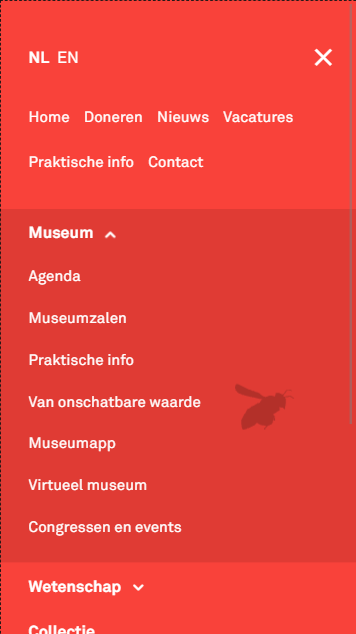 NL EN
Home Doneren Nieuws Vacatures
Praktische info Contact
Museum
Agenda
Museumzalen
Praktische info
Van onschatbare waarde
Museumapp
Virtueel museum
Congressen en events
Wetenschap
Collectie